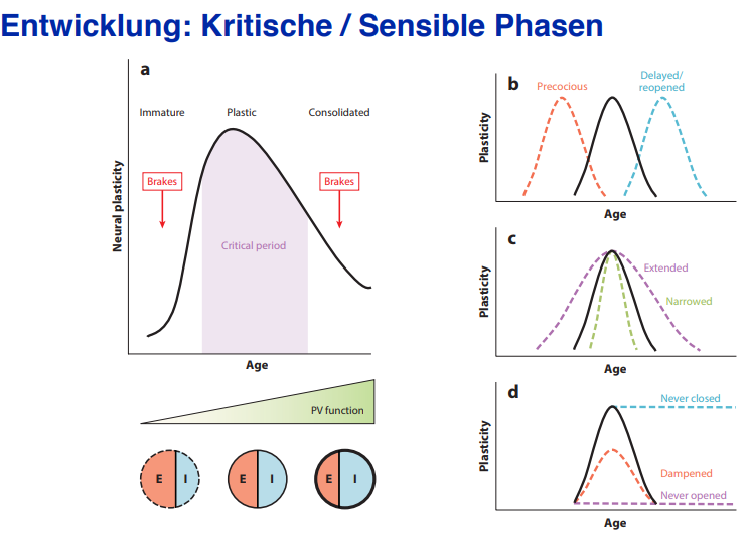 Entwicklung: Kritische / Sensible Phasen
a
Immature
Plastic
Consolidated
Brakes
Brakes
Critical period
Neural plasticity
Age
PV function
E
I
E
I
E
I
b
Precocious
Delayed/
reopened
Plasticity
Age
c
Extended
Narrowed
Plasticity
Age
d
Never closed
Dampened
Never opened
Plasticity
Age